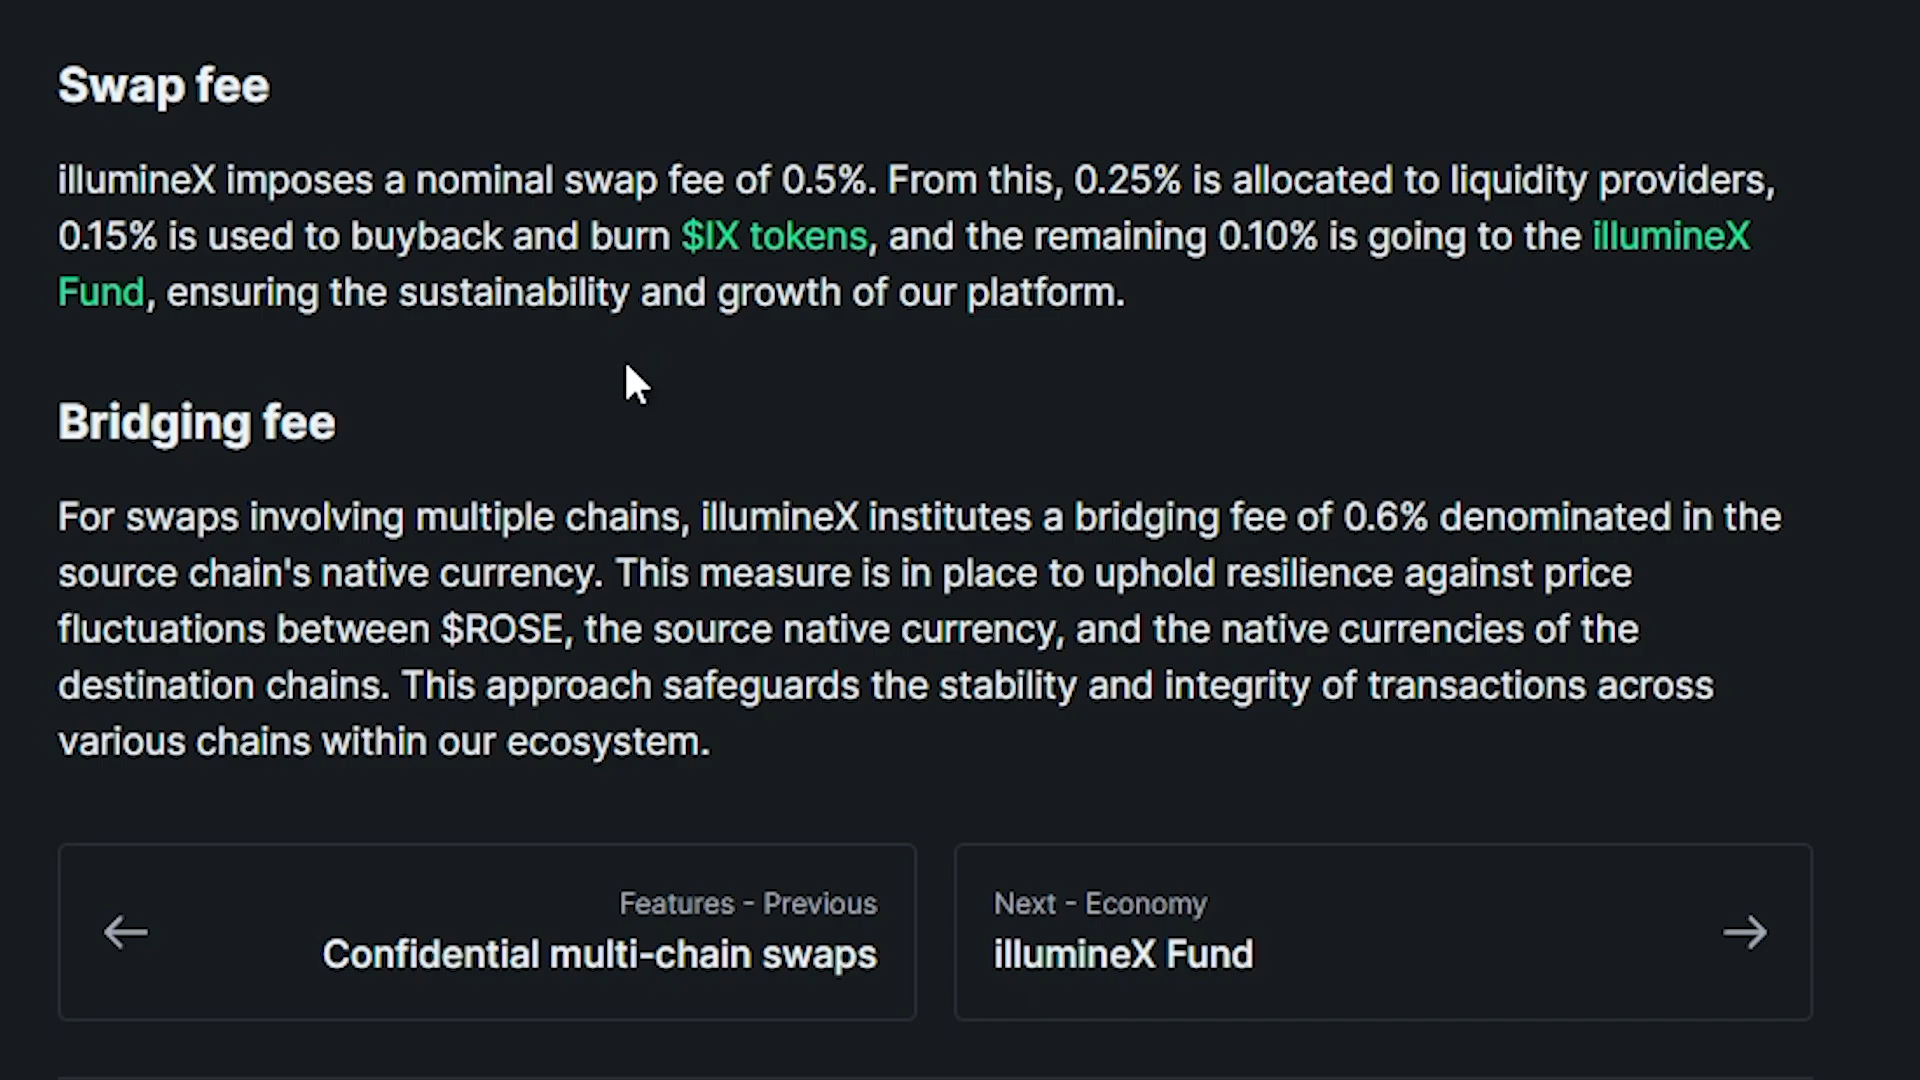 Swap fee
illumineX imposes a nominal swap fee of 0.5%. From this, 0.25% is allocated to liquidity providers,
0.15% is used to buyback and burn $IX tokens, and the remaining 0.10% is going to the illumineX
Fund, ensuring the sustainability and growth of our platform.
Bridging fee
For swaps involving multiple chains, illumineX institutes a bridging fee of 0.6% denominated in the
source chain's native currency. This measure is in place to uphold resilience against price
fluctuations between $ROSE, the source native currency, and the native currencies of the
destination chains. This approach safeguards the stability and integrity of transactions across
various chains within our ecosystem.
Features - Previous
Confidential multi-chain swaps
Next - Economy
illumineX Fund